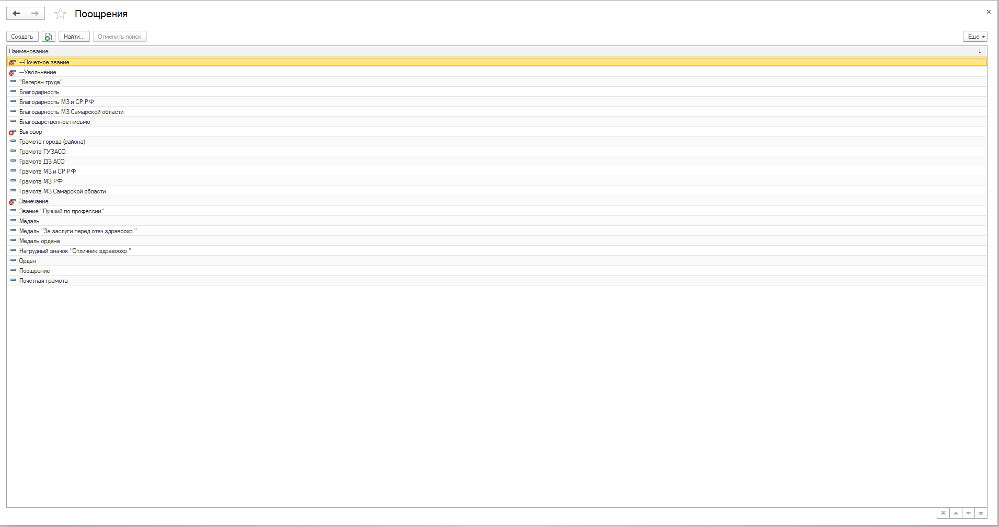 Поощрения
Создать Найти... Отменить поиск Еще
Наименование
---Почетное звание
---Увольнение
"Ветеран труда"
Благодарность
Благодарность МЗ и СР РФ
Благодарность МЗ Самарской области
Благодарственное письмо
Выговор
Грамота города (района)
Грамота ГУЗАСО
Грамота ДЗ АСО
Грамота МЗ и СР РФ
Грамота МЗ РФ
Грамота МЗ Самарской области
Замечание
Звание "Лучший по профессии"
Медаль
Медаль "За заслуги перед отеч.здравоохр."
Медаль ордена
Нагрудный значок "Отличник здравоохр."
Орден
Поощрение
Почетная грамота